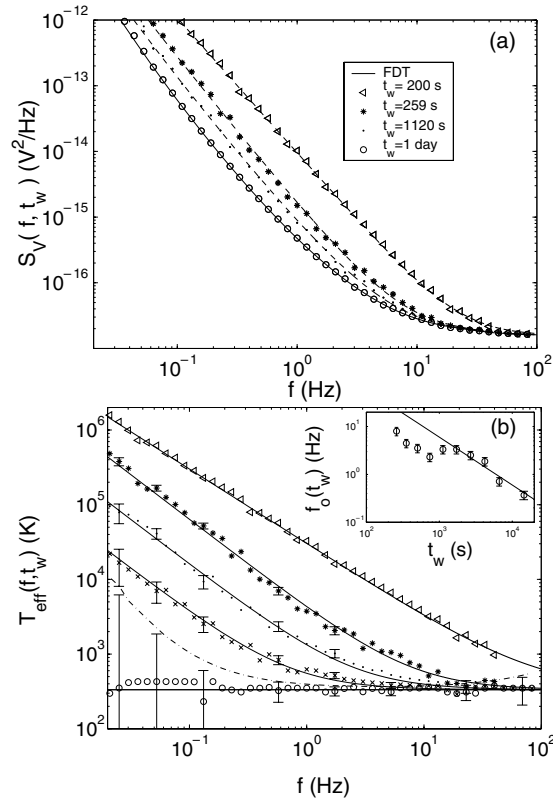 (a)
10^-12
10^-13
10^-14
10^-15
10^-16
S_V(f, t_w) (V^2/Hz)
FDT
t_w= 200 s
t_w=259 s
t_w=1120 s
t_w=1 day
10^-1 10^0 10^1 10^2
f (Hz)
(b)
10^6
10^5
10^4
10^3
10^2
T_eff(f,t_w) (K)
f_o(t_w) (Hz)
10^1
10^0
10^-1
10^2 10^3 10^4
t_w (s)
10^-1 10^0 10^1 10^2
f (Hz)